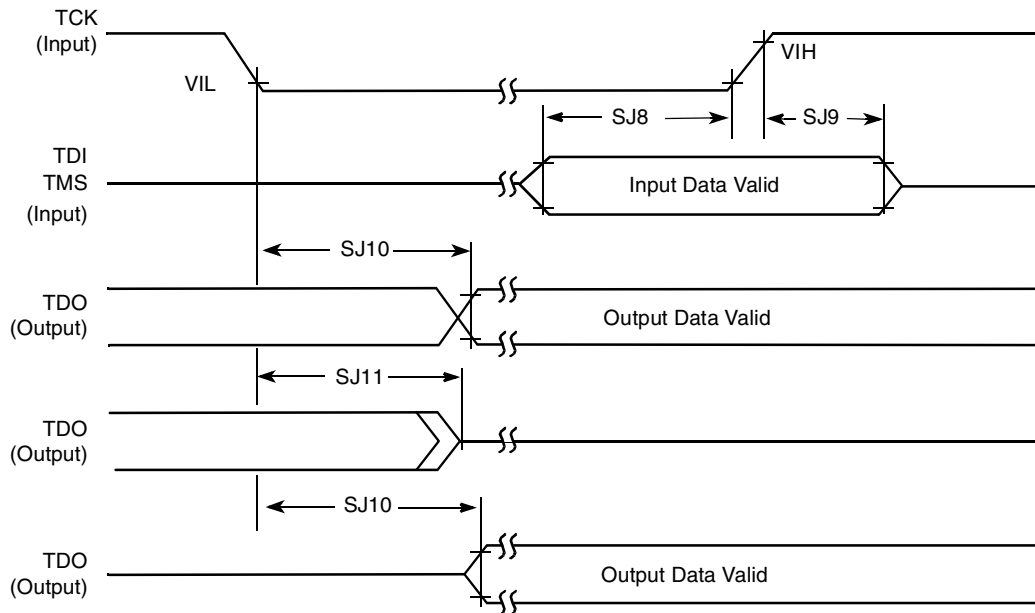 TCK
(Input)
VIL
VIH
SJ8
SJ9
TDI
TMS
(Input)
Input Data Valid
SJ10
TDO
(Output)
Output Data Valid
SJ11
TDO
(Output)
SJ10
TDO
(Output)
Output Data Valid